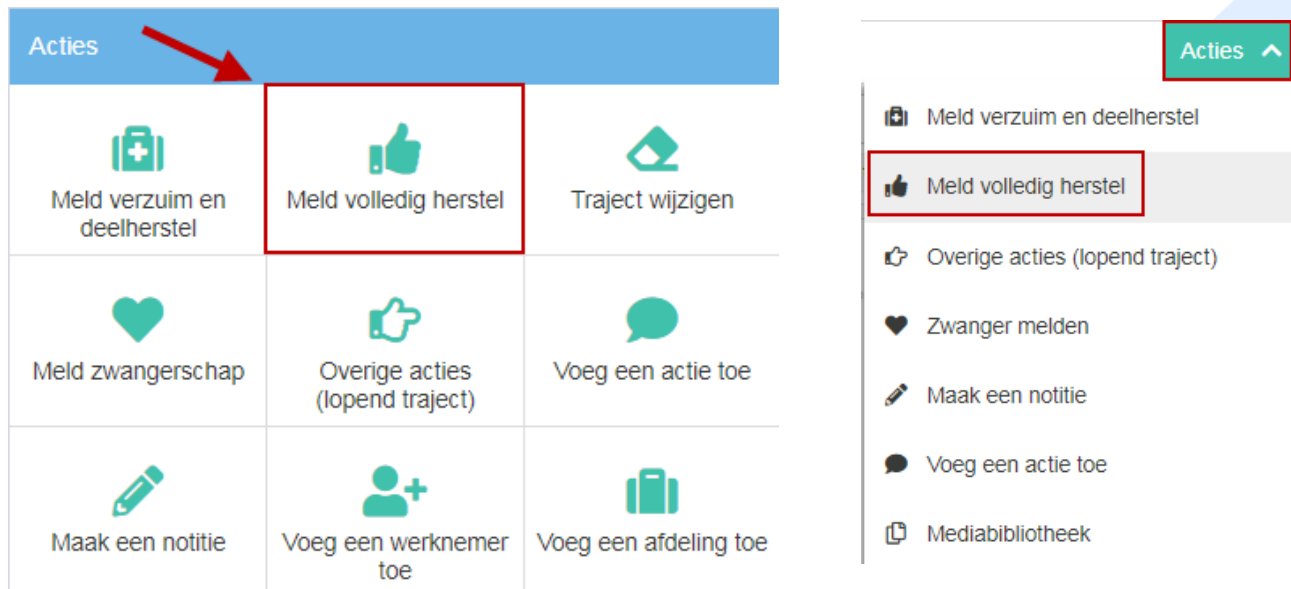 Acties
Meld verzuim en
deelherstel
Meld volledig herstel
Traject wijzigen
Meld zwangerschap
Overige acties
(lopend traject)
Voeg een actie toe
Maak een notitie
Voeg een werknemer
toe
Voeg een afdeling toe
Acties
Meld verzuim en deelherstel
Meld volledig herstel
Overige acties (lopend traject)
Zwanger melden
Maak een notitie
Voeg een actie toe
Mediabibliotheek